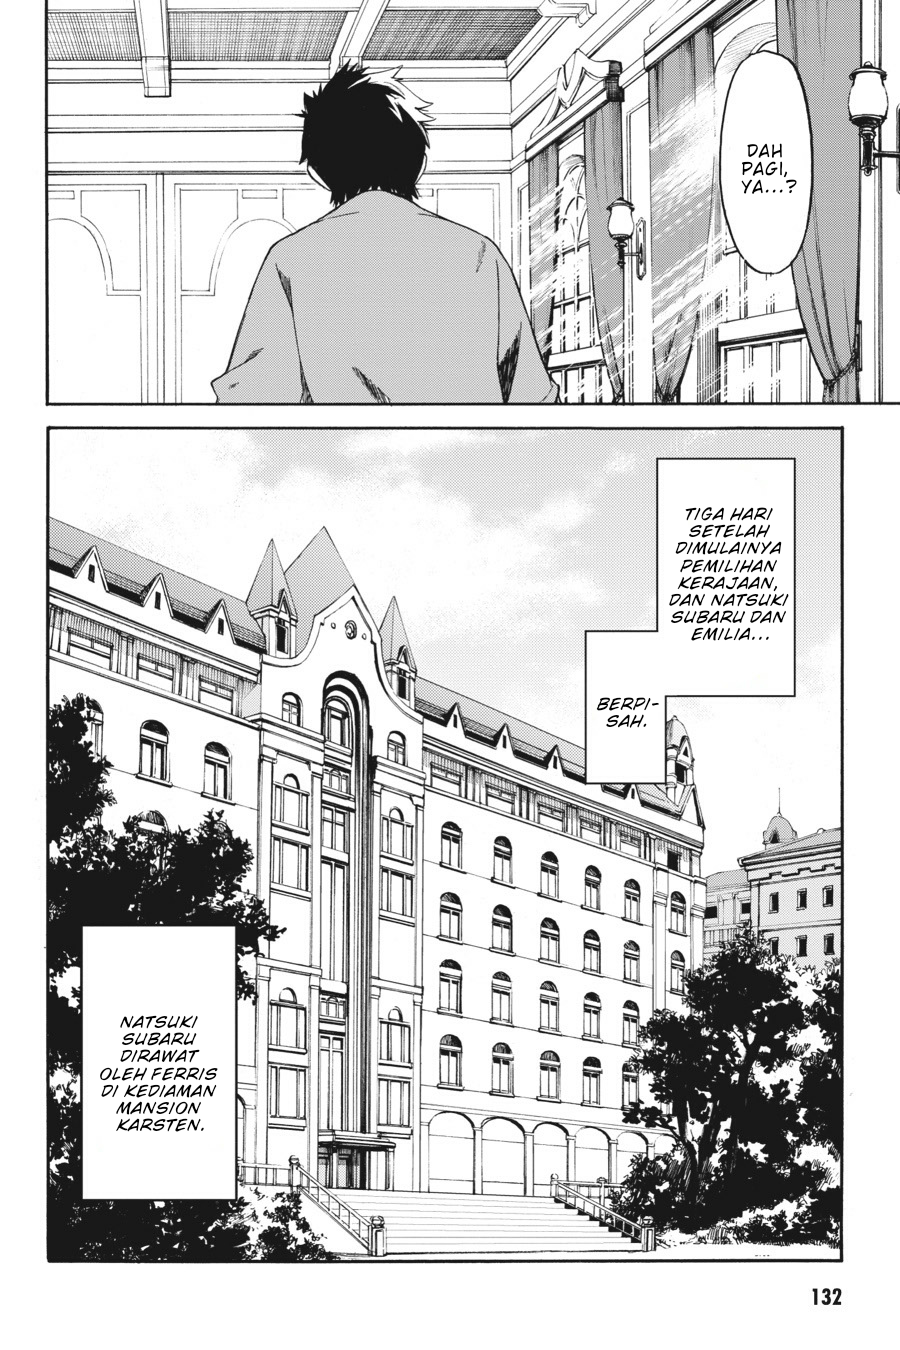 DAH
PAGI,
YA...?
TIGA HARI
SETELAH
DIMULAINYA
PEMILIHAN
KERAJAAN,
DAN NATSUKI
SUBARU DAN
EMILIA...
BERPI-
SAH.
NATSUKI
SUBARU
DIRAWAT
OLEH FERRIS
DI KEDIAMAN
MANSION
KARSTEN.
132